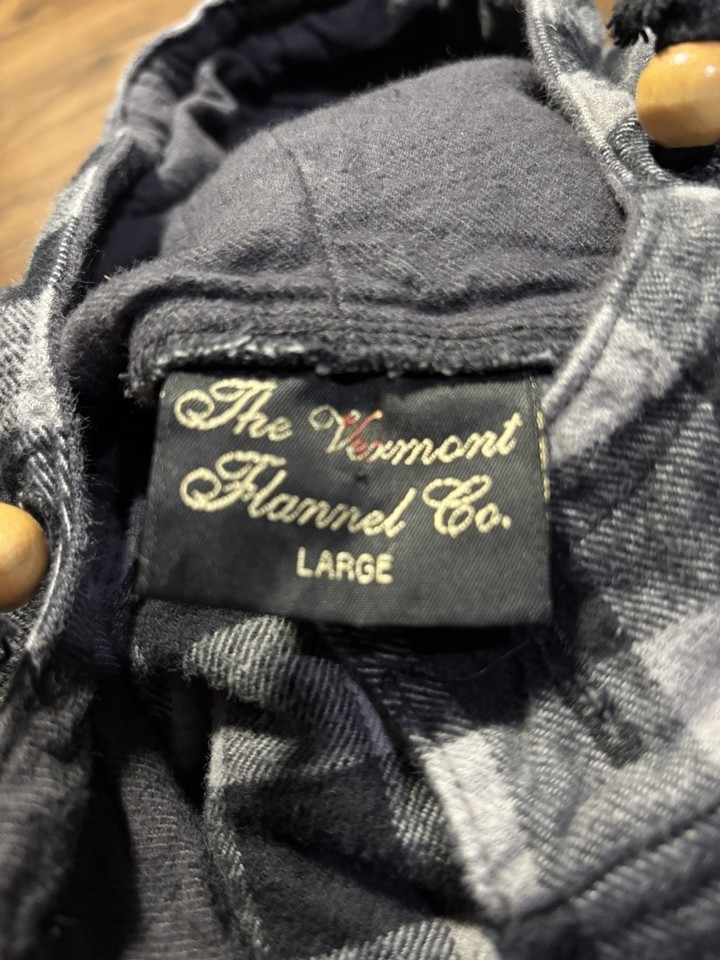 The Vermont
Flannel Co.
LARGE